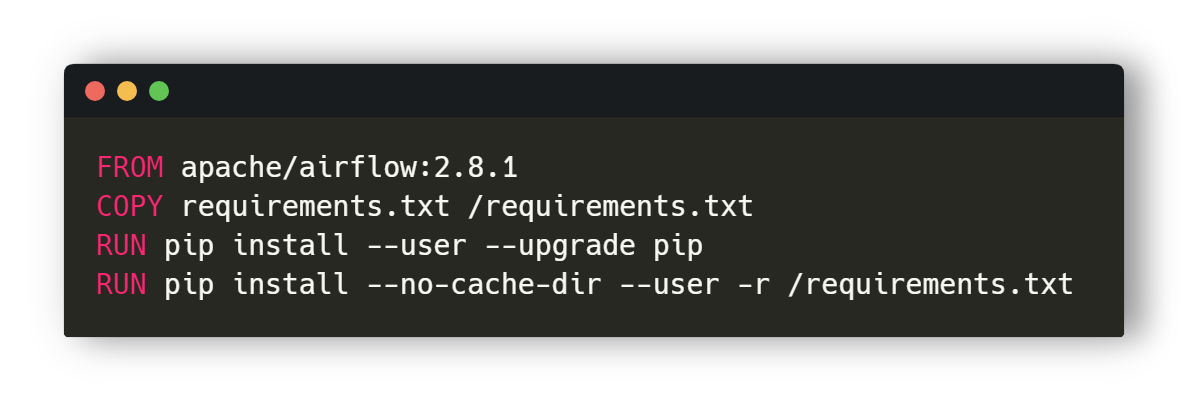 FROM apache/airflow:2.8.1
COPY requirements.txt /requirements.txt
RUN pip install --user --upgrade pip
RUN pip install --no-cache-dir --user -r /requirements.txt